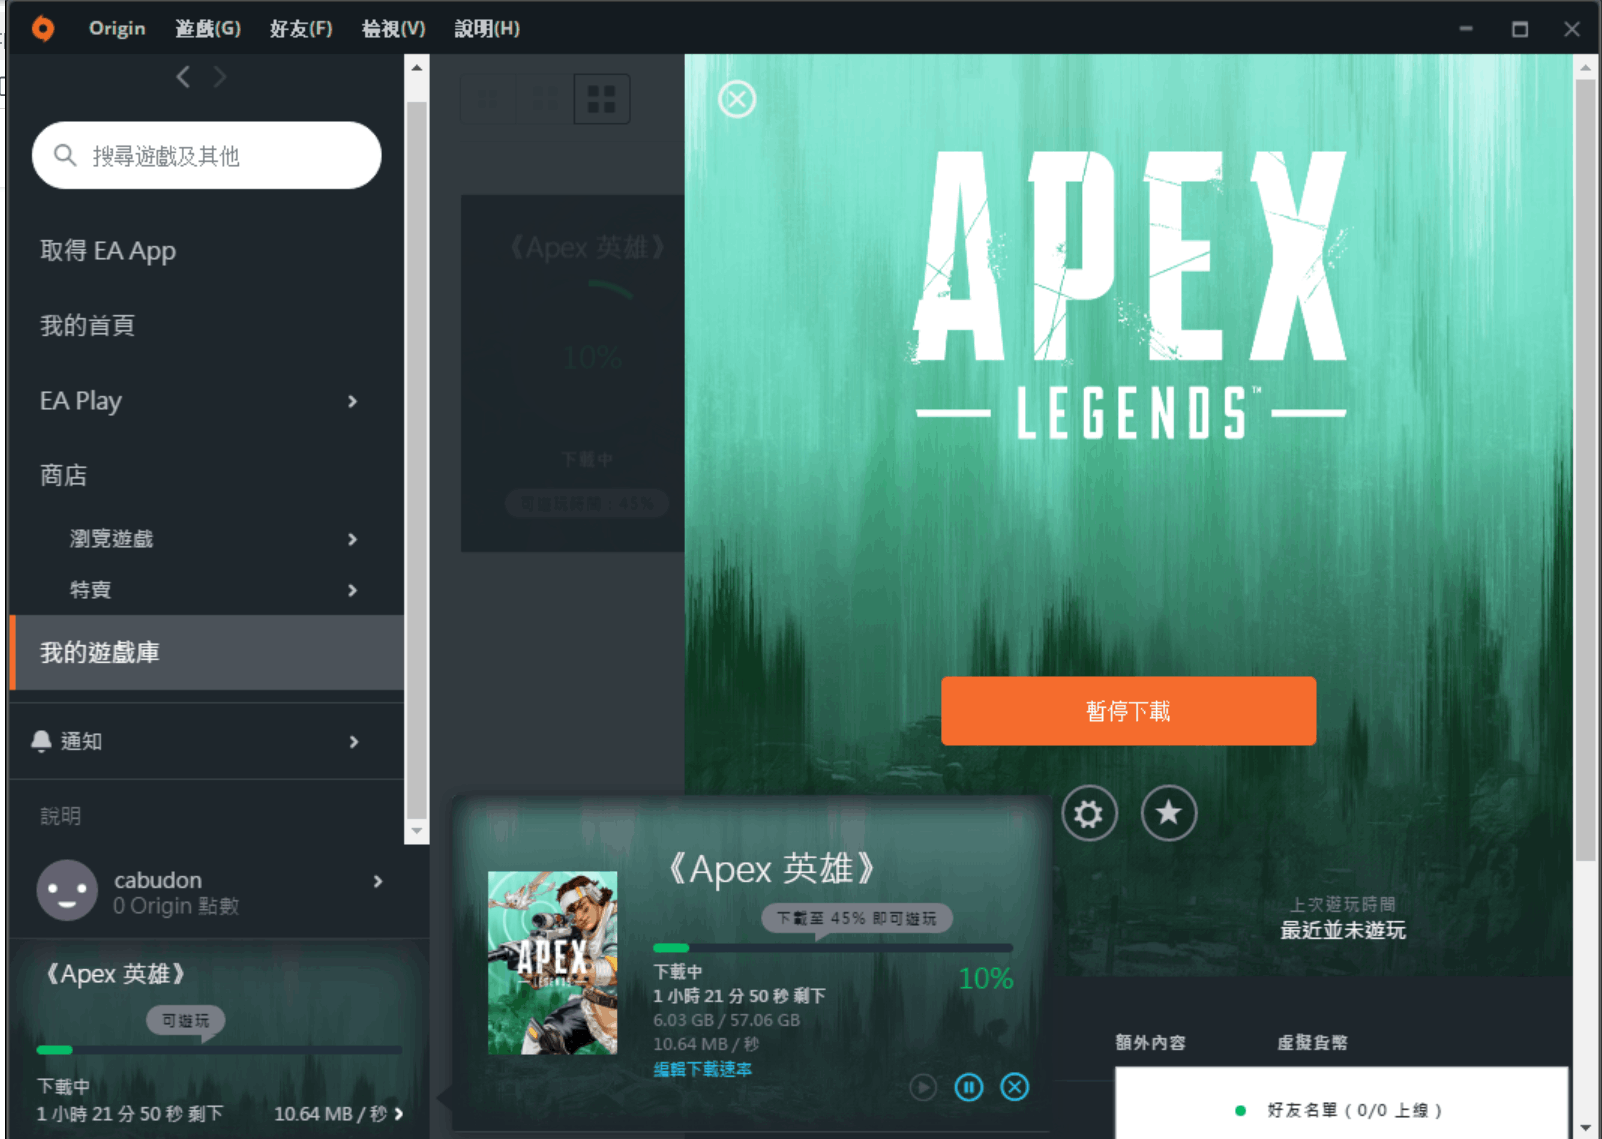 Origin 遊戲(G) 好友(F) 檢視(V) 說明(H)
搜尋遊戲及其他
取得 EA App
我的首頁
EA Play
商店
瀏覽遊戲
特賣
我的遊戲庫
通知
說明
cabudon
0 Origin 點數
《Apex 英雄》
可遊玩
下載中
1 小時 21 分 50 秒 剩下 10.64 MB / 秒
《Apex 英雄》
10%
下載中
可遊玩時間：45%
APEX
LEGENDS™
暫停下載
上次遊玩時間
最近並未遊玩
《Apex 英雄》
下載至 45% 即可遊玩
APEX
LEGENDS
下載中
10%
1 小時 21 分 50 秒 剩下
6.03 GB / 57.06 GB
10.64 MB / 秒
編輯下載速率
額外內容 虛擬貨幣
好友名單 ( 0/0 上線 )